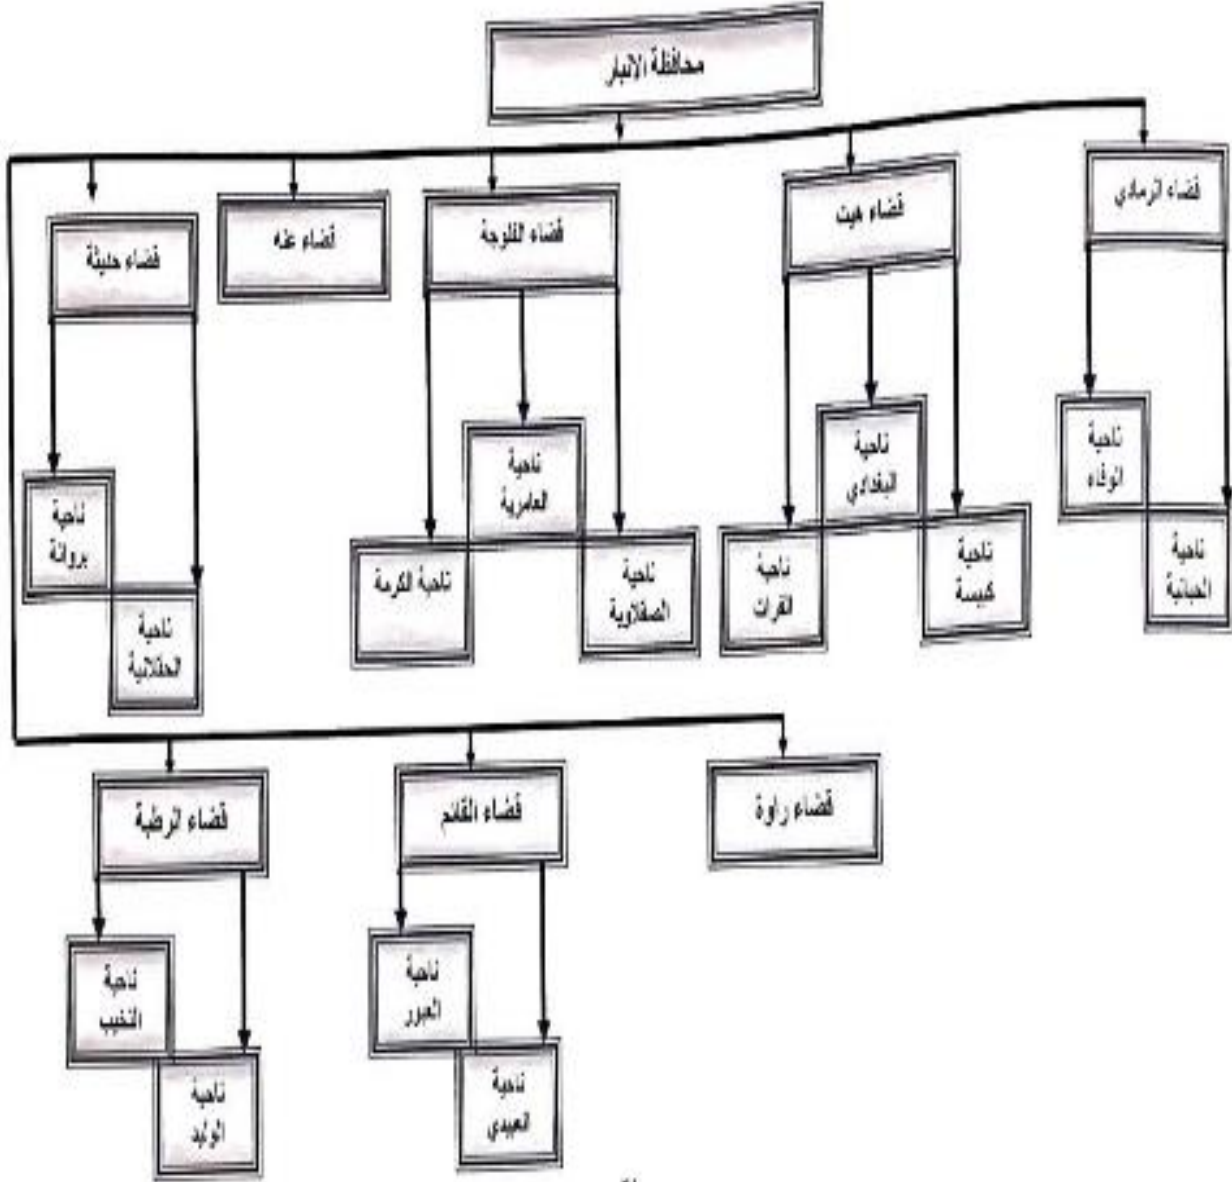 محافظة الانبار
قضاء الرمادي
قضاء هيت
قضاء الفلوجة
قضاء عنه
قضاء حديثة
ناحية
الوفاء
ناحية
الحبانية
ناحية
البغدادي
ناحية
كبيسة
ناحية
الفرات
ناحية
العامرية
ناحية
الصقلاوية
ناحية الكرمة
ناحية
بروانة
ناحية
الحقلانية
قضاء راوة
قضاء القائم
قضاء الرطبة
ناحية
العبور
ناحية
العبيدي
ناحية
النخيب
ناحية
الوليد